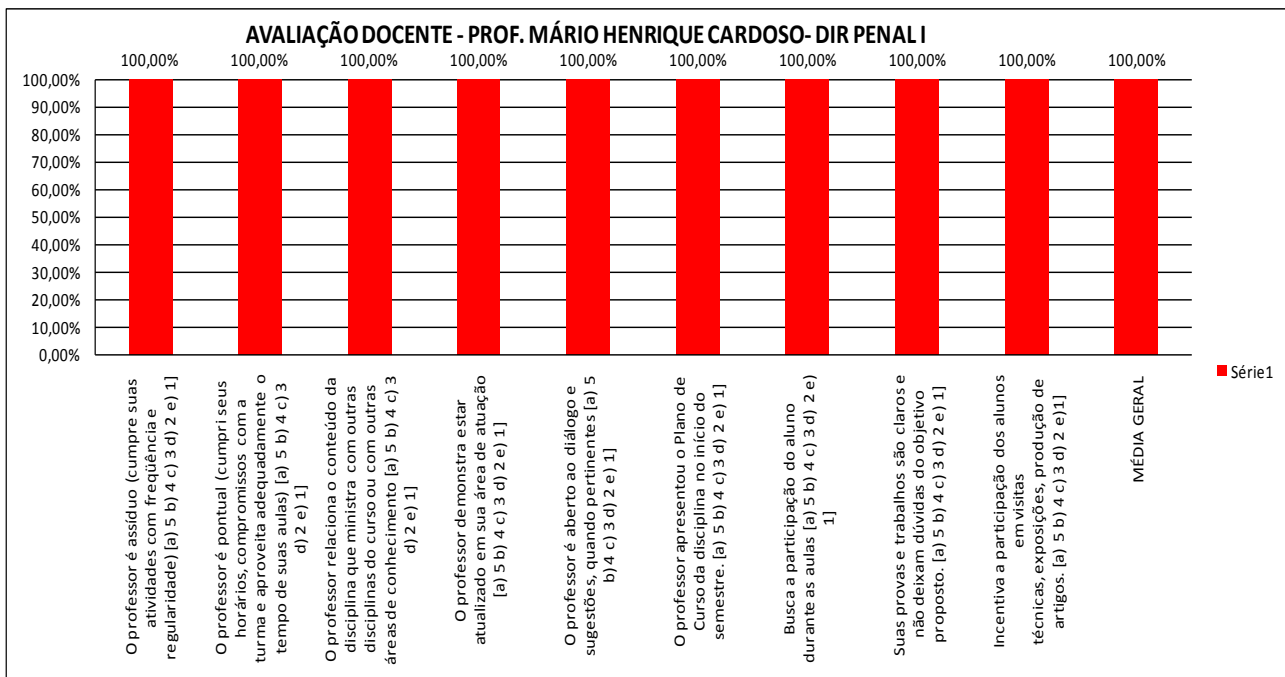 AVALIAÇÃO DOCENTE - PROF. MÁRIO HENRIQUE CARDOSO- DIR PENAL I
100,00% 100,00% 100,00% 100,00% 100,00% 100,00% 100,00% 100,00% 100,00% 100,00%
100,00%
90,00%
80,00%
70,00%
60,00%
50,00%
40,00%
30,00%
20,00%
10,00%
0,00%
O professor é assíduo (cumpre suas
atividades com freqüência e
regularidade) [a) 5 b) 4 c) 3 d) 2 e) 1]
O professor é pontual (cumpri seus
horários, compromissos com a
turma e aproveita adequadamente o
tempo de suas aulas) [a) 5 b) 4 c) 3
d) 2 e) 1]
O professor relaciona o conteúdo da
disciplina que ministra com outras
disciplinas do curso ou com outras
áreas de conhecimento [a) 5 b) 4 c) 3
d) 2 e) 1]
O professor demonstra estar
atualizado em sua área de atuação
[a) 5 b) 4 c) 3 d) 2 e) 1]
O professor é aberto ao diálogo e
sugestões, quando pertinentes [a) 5
b) 4 c) 3 d) 2 e) 1]
O professor apresentou o Plano de
Curso da disciplina no início do
semestre. [a) 5 b) 4 c) 3 d) 2 e) 1]
Busca a participação do aluno
durante as aulas [a) 5 b) 4 c) 3 d) 2 e)
1]
Suas provas e trabalhos são claros e
não deixam dúvidas do objetivo
proposto. [a) 5 b) 4 c) 3 d) 2 e) 1]
Incentiva a participação dos alunos
em visitas
técnicas, exposições, produção de
artigos. [a) 5 b) 4 c) 3 d) 2 e)1]
MÉDIA GERAL
Série1